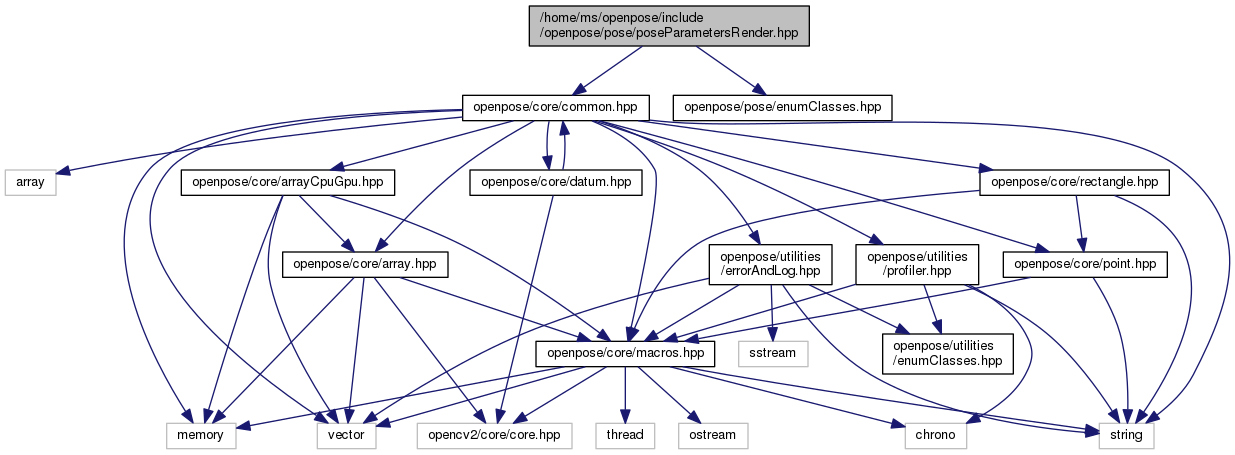 /home/ms/openpose/include
/openpose/pose/poseParametersRender.hpp
openpose/core/common.hpp
openpose/pose/enumClasses.hpp
array
openpose/core/arrayCpuGpu.hpp
openpose/core/datum.hpp
openpose/core/rectangle.hpp
openpose/core/array.hpp
openpose/utilities
/errorAndLog.hpp
openpose/utilities
/profiler.hpp
openpose/core/point.hpp
openpose/core/macros.hpp
sstream
openpose/utilities
/enumClasses.hpp
memory
vector
opencv2/core/core.hpp
thread
ostream
chrono
string